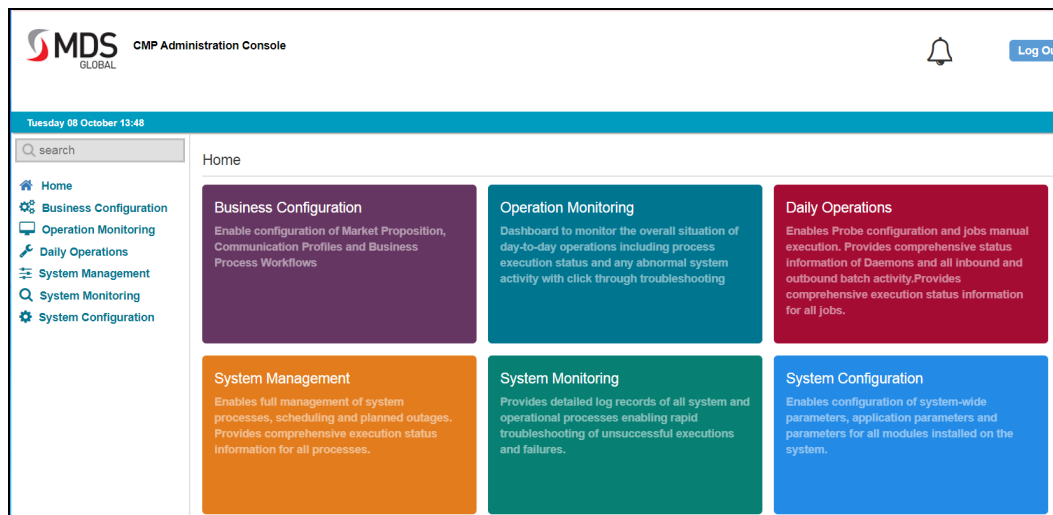 MDS
GLOBAL
CMP Administration Console
Log Ou
Tuesday 08 October 13:48
search
Home
Business Configuration
Operation Monitoring
Daily Operations
System Management
System Monitoring
System Configuration
Home
Business Configuration
Enable configuration of Market Proposition,
Communication Profiles and Business
Process Workflows
Operation Monitoring
Dashboard to monitor the overall situation of
day-to-day operations including process
execution status and any abnormal system
activity with click through troubleshooting
Daily Operations
Enables Probe configuration and jobs manual
execution. Provides comprehensive status
information of Daemons and all inbound and
outbound batch activity.Provides
comprehensive execution status information
for all jobs.
System Management
Enables full management of system
processes, scheduling and planned outages.
Provides comprehensive execution status
information for all processes.
System Monitoring
Provides detailed log records of all system and
operational processes enabling rapid
troubleshooting of unsuccessful executions
and failures.
System Configuration
Enables configuration of system-wide
parameters, application parameters and
parameters for all modules installed on the
system.